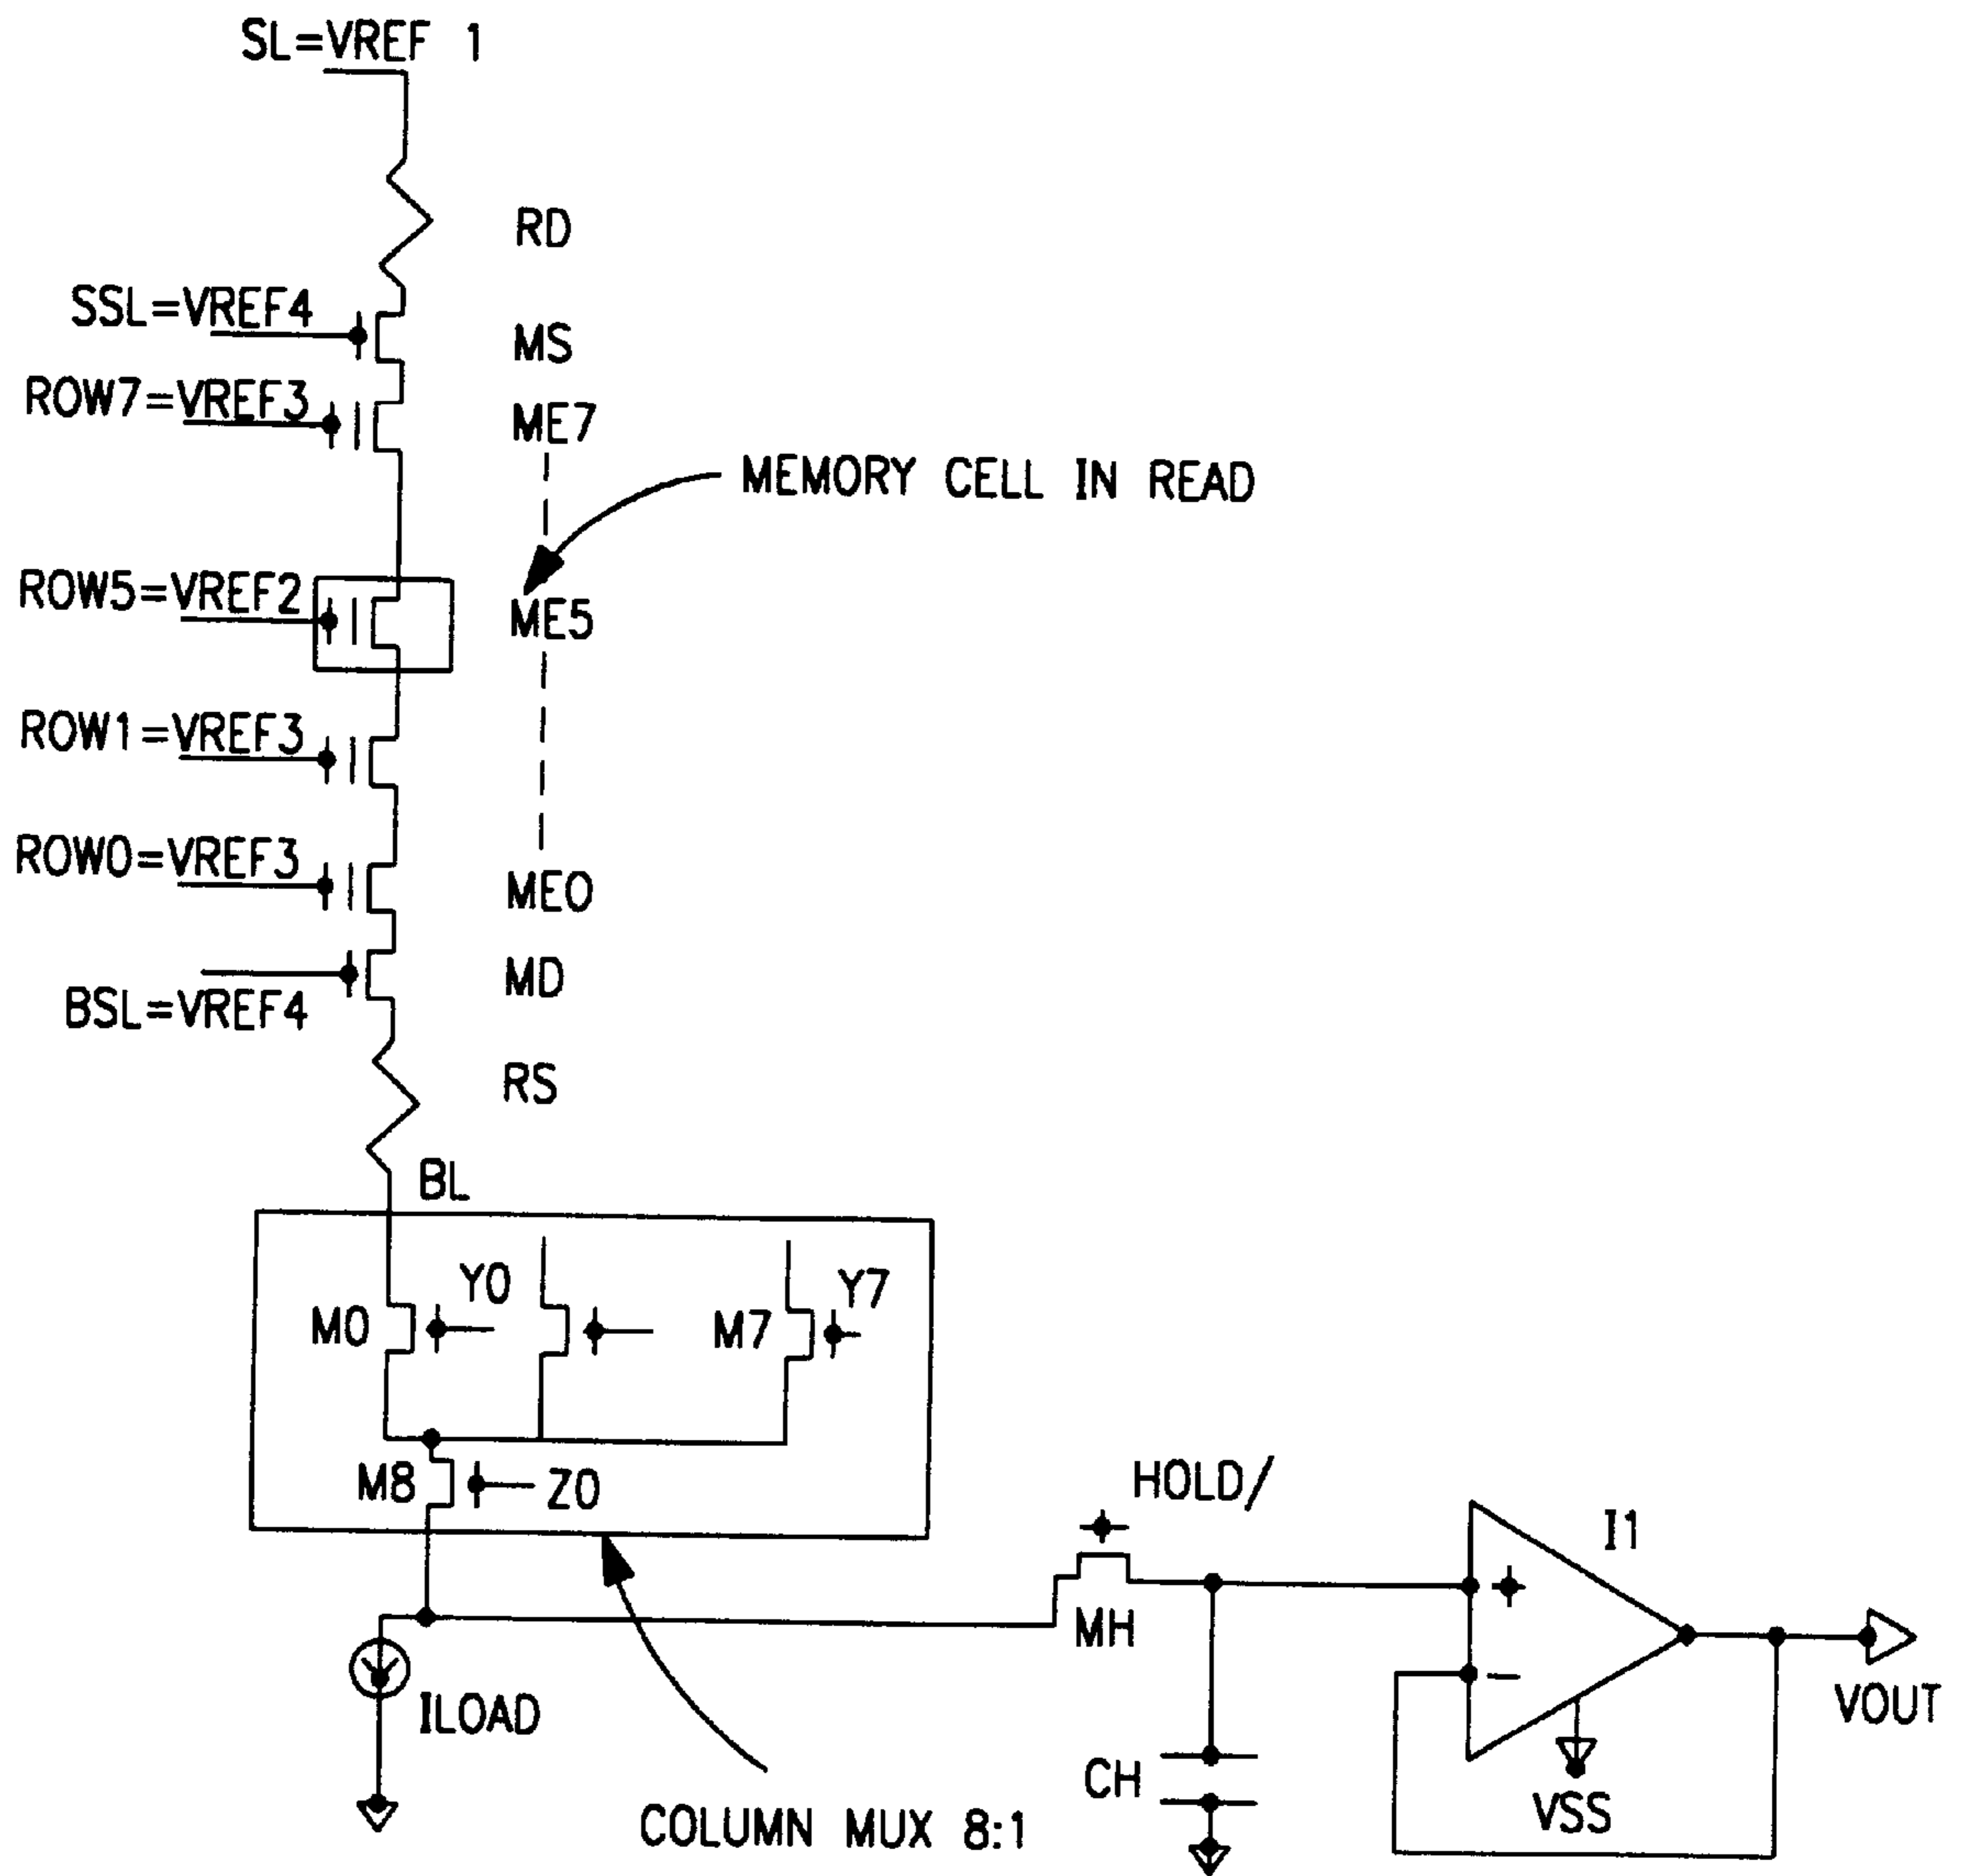 SL=VREF 1
RD
SSL=VREF4
MS
ROW7=VREF3
ME7
MEMORY CELL IN READ
ROW5=VREF2
ME5
ROW1=VREF3
ROW0=VREF3
ME0
MD
BSL=VREF4
RS
BL
Y0
Y7
M0
M7
M8
Z0
HOLD/
I1
+
MH
-
ILOAD
VOUT
CH
VSS
COLUMN MUX 8:1